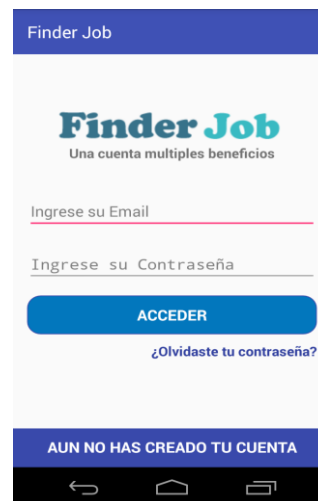 Finder Job
Finder Job
Una cuenta multiples beneficios
Ingrese su Email
Ingrese su Contraseña
ACCEDER
¿Olvidaste tu contraseña?
AUN NO HAS CREADO TU CUENTA